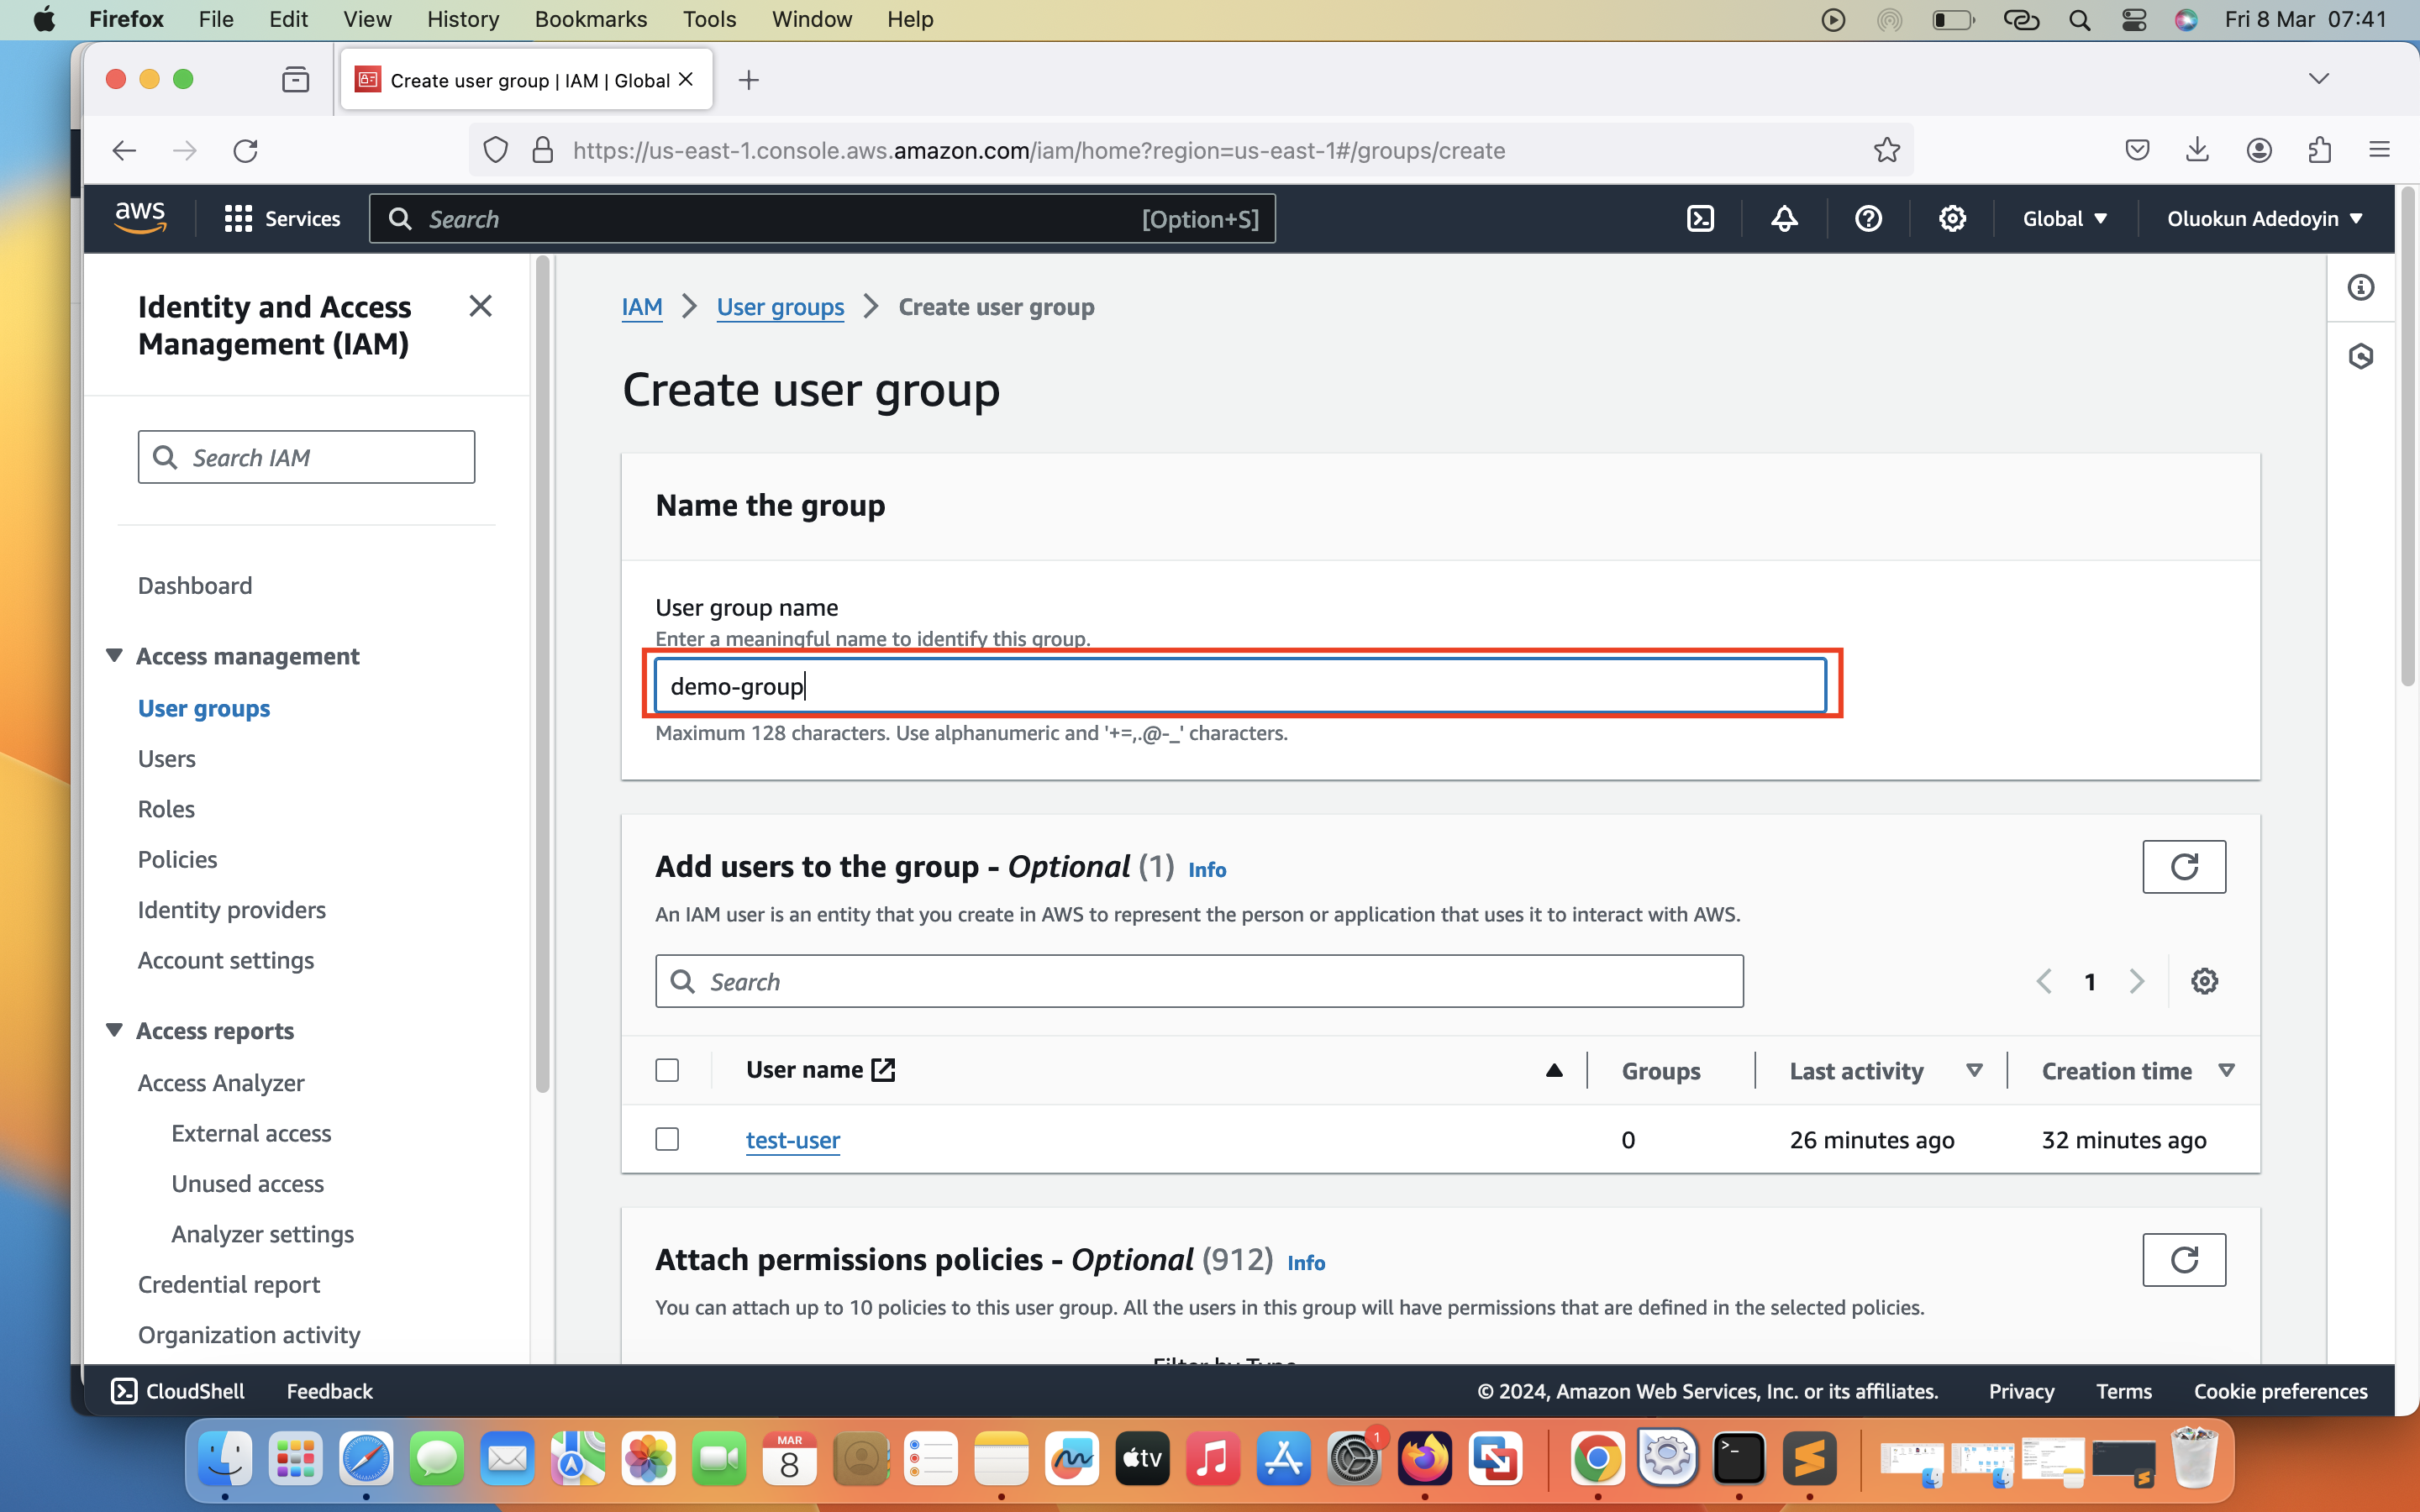 Firefox File Edit View History Bookmarks Tools Window Help Fri 8 Mar 07:41
Create user group | IAM | Global
https://us-east-1.console.aws.amazon.com/iam/home?region=us-east-1#/groups/create
aws Services Search [Option+S] Global Oluokun Adedoyin
Identity and Access
Management (IAM)
Search IAM
Dashboard
Access management
User groups
Users
Roles
Policies
Identity providers
Account settings
Access reports
Access Analyzer
External access
Unused access
Analyzer settings
Credential report
Organization activity
IAM User groups Create user group
Create user group
Name the group
User group name
Enter a meaningful name to identify this group.
demo-group
Maximum 128 characters. Use alphanumeric and '+=,.@-_' characters.
Add users to the group - Optional (1) Info
An IAM user is an entity that you create in AWS to represent the person or application that uses it to interact with AWS.
Search
1
User name Groups Last activity Creation time
test-user 0 26 minutes ago 32 minutes ago
Attach permissions policies - Optional (912) Info
You can attach up to 10 policies to this user group. All the users in this group will have permissions that are defined in the selected policies.
Filter by Type
CloudShell Feedback © 2024, Amazon Web Services, Inc. or its affiliates. Privacy Terms Cookie preferences
MAR
8
tv
1